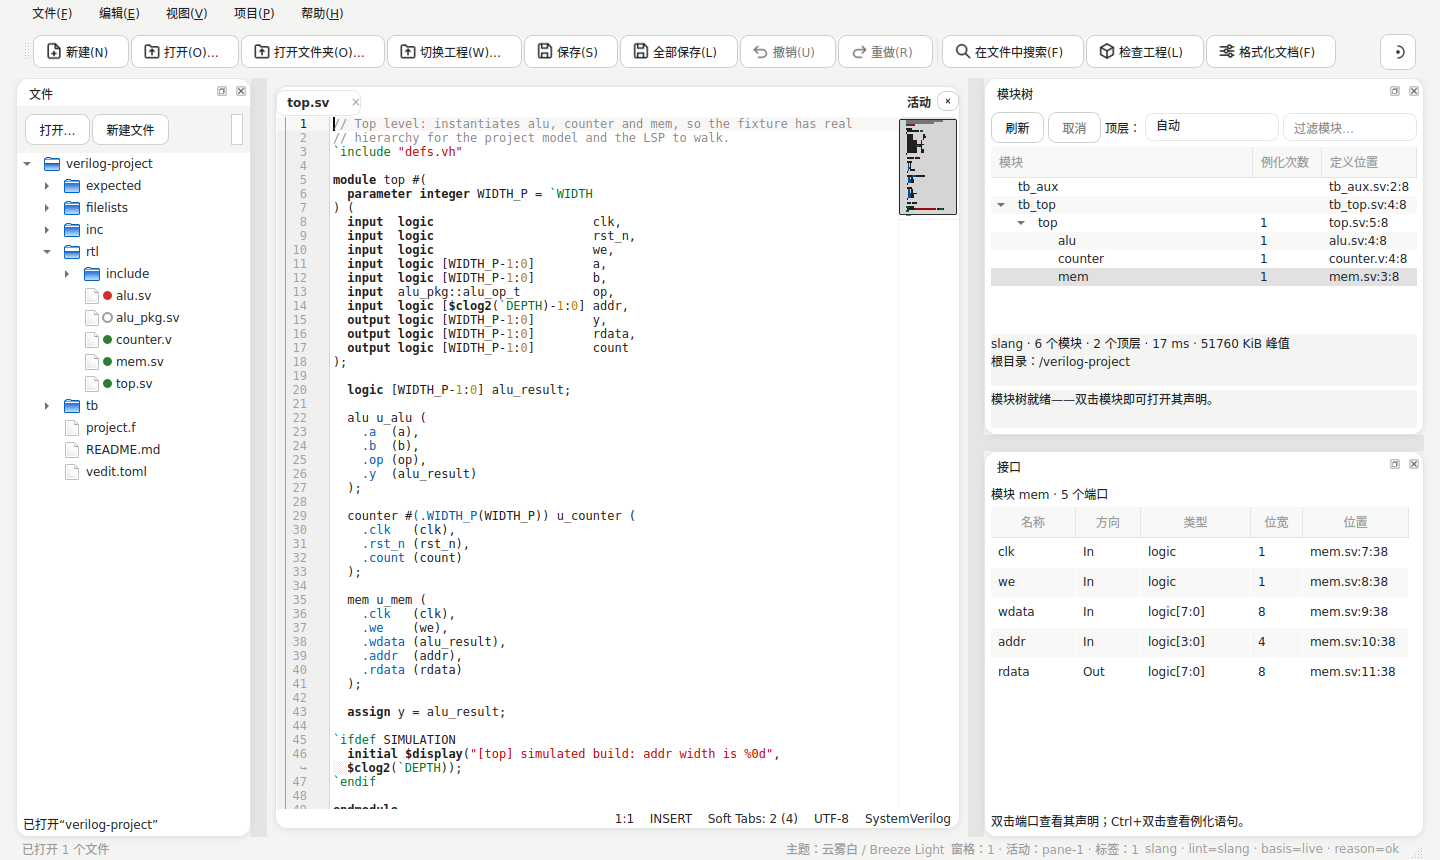 文件(F) 编辑(E) 视图(V) 项目(P) 帮助(H)
新建(N) 打开(O)... 打开文件夹(O)... 切换工程(W)... 保存(S) 全部保存(L) 撤销(U) 重做(R) 在文件中搜索(F) 检查工程(L) 格式化文档(F)
文件
打开... 新建文件
verilog-project
expected
filelists
inc
rtl
include
alu.sv
alu_pkg.sv
counter.v
mem.sv
top.sv
tb
project.f
README.md
vedit.toml
已打开“verilog-project”
top.sv × 活动 ×
1 // Top level: instantiates alu, counter and mem, so the fixture has real
2 // hierarchy for the project model and the LSP to walk.
3 `include "defs.vh"
4
5 module top #(
6   parameter integer WIDTH_P = `WIDTH
7 ) (
8   input  logic                      clk,
9   input  logic                      rst_n,
10   input  logic                      we,
11   input  logic [WIDTH_P-1:0]        a,
12   input  logic [WIDTH_P-1:0]        b,
13   input  alu_pkg::alu_op_t          op,
14   input  logic [$clog2(`DEPTH)-1:0] addr,
15   output logic [WIDTH_P-1:0]        y,
16   output logic [WIDTH_P-1:0]        rdata,
17   output logic [WIDTH_P-1:0]        count
18 );
19
20   logic [WIDTH_P-1:0] alu_result;
21
22   alu u_alu (
23     .a  (a),
24     .b  (b),
25     .op (op),
26     .y  (alu_result)
27   );
28
29   counter #(.WIDTH_P(WIDTH_P)) u_counter (
30     .clk   (clk),
31     .rst_n (rst_n),
32     .count (count)
33   );
34
35   mem u_mem (
36     .clk   (clk),
37     .we    (we),
38     .wdata (alu_result),
39     .addr  (addr),
40     .rdata (rdata)
41   );
42
43   assign y = alu_result;
44
45 `ifdef SIMULATION
46   initial $display("[top] simulated build: addr width is %0d",
↪   $clog2(`DEPTH));
47 `endif
48
49 endmodule
1:1 INSERT Soft Tabs: 2 (4) UTF-8 SystemVerilog
模块树
刷新 取消 顶层： 自动 过滤模块...
模块 例化次数 定义位置
tb_aux tb_aux.sv:2:8
tb_top tb_top.sv:4:8
top 1 top.sv:5:8
alu 1 alu.sv:4:8
counter 1 counter.v:4:8
mem 1 mem.sv:3:8
slang · 6 个模块 · 2 个顶层 · 17 ms · 51760 KiB 峰值
根目录：/verilog-project
模块树就绪——双击模块即可打开其声明。
接口
模块 mem · 5 个端口
名称 方向 类型 位宽 位置
clk In logic 1 mem.sv:7:38
we In logic 1 mem.sv:8:38
wdata In logic[7:0] 8 mem.sv:9:38
addr In logic[3:0] 4 mem.sv:10:38
rdata Out logic[7:0] 8 mem.sv:11:38
双击端口查看其声明；Ctrl+双击查看例化语句。
已打开 1 个文件 主题：云雾白 / Breeze Light 窗格：1 · 活动：pane-1 · 标签：1 slang · lint=slang · basis=live · reason=ok